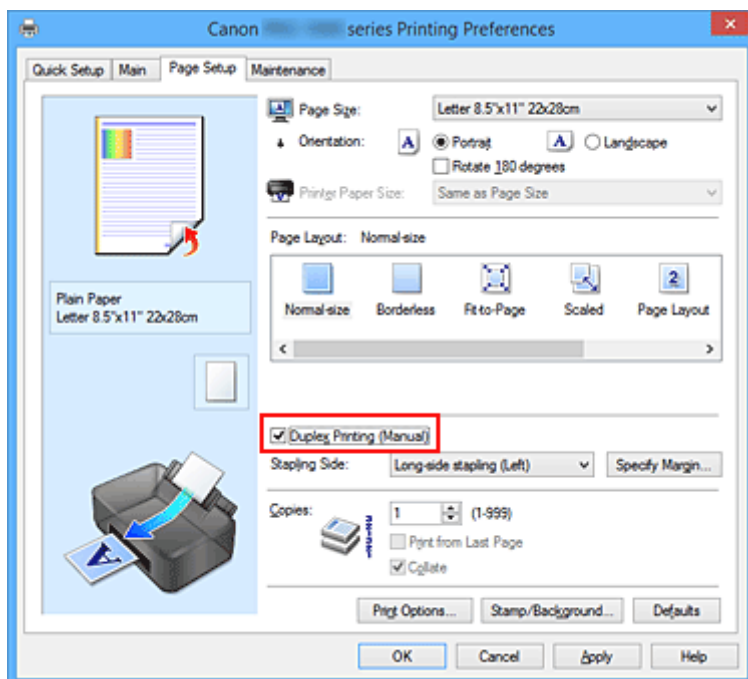 Canon series Printing Preferences
Quick Setup Main Page Setup Maintenance
Page Size: Letter 8.5"x11" 22x28cm
Orientation: A Portrait A Landscape
Rotate 180 degrees
Printer Paper Size: Same as Page Size
Page Layout: Normal-size
Normal-size Borderless Fit-to-Page Scaled Page Layout
2
Plain Paper
Letter 8.5"x11" 22x28cm
Duplex Printing (Manual)
Stapling Side: Long-side stapling (Left) Specify Margin...
Copies: 1 (1-999)
Print from Last Page
Collate
A
Print Options... Stamp/Background... Defaults
OK Cancel Apply Help